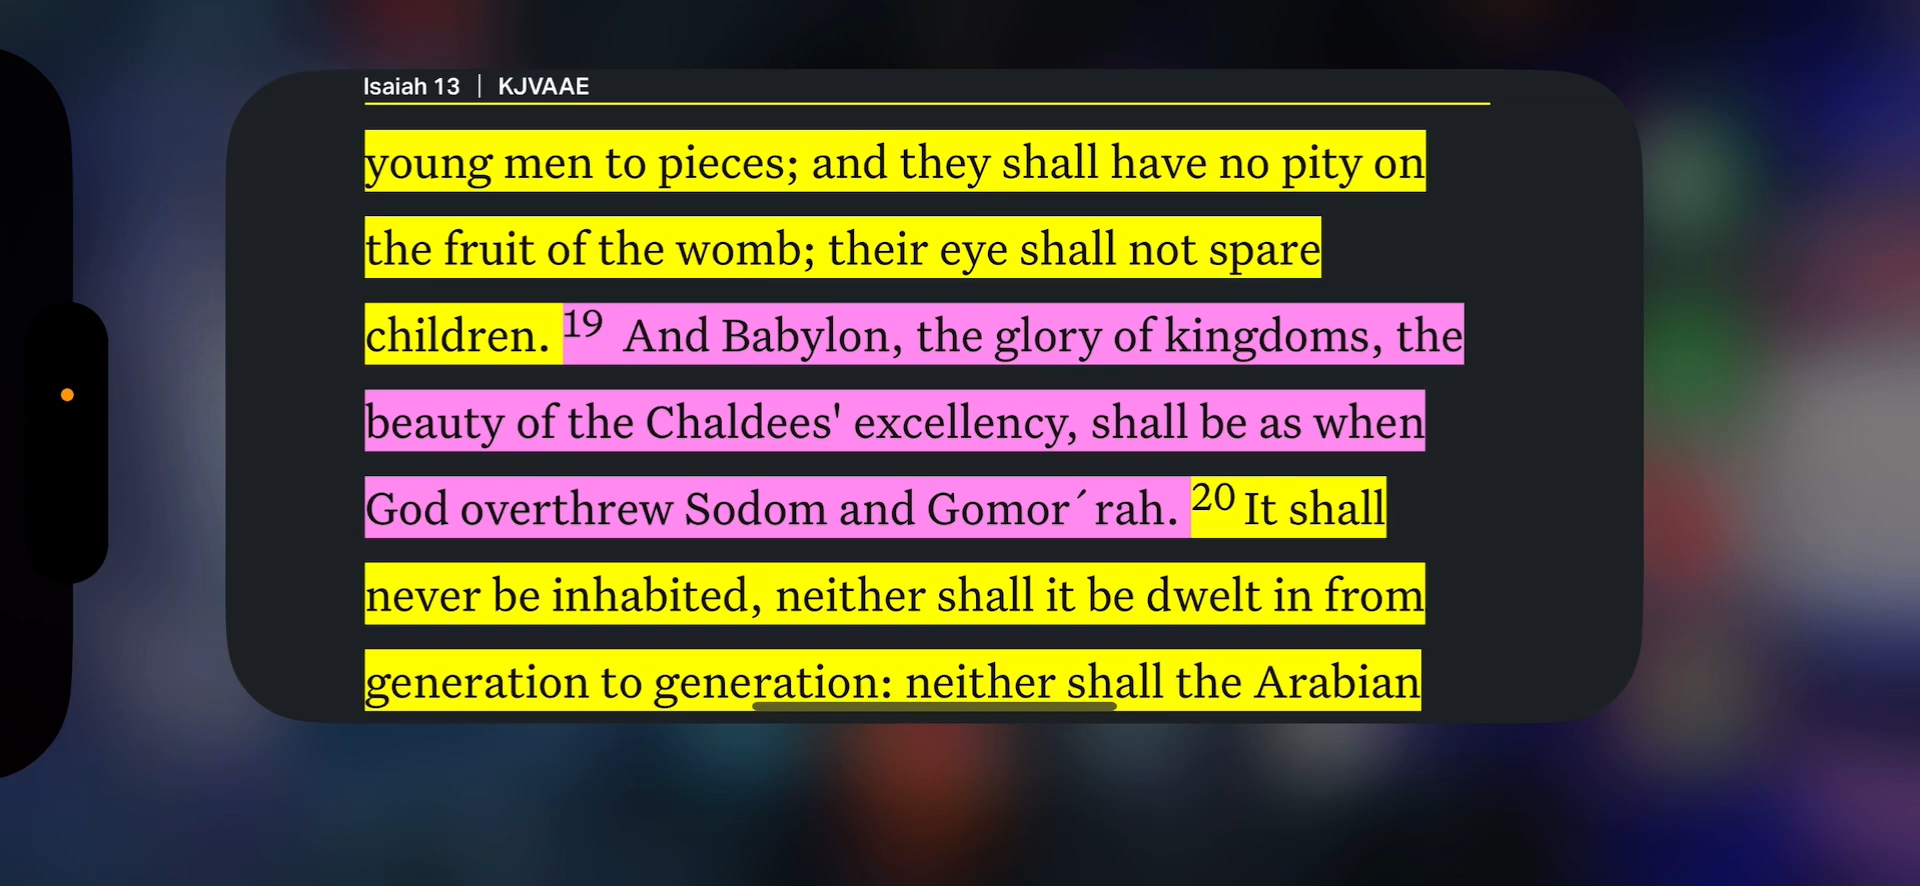 Isaiah 13 | KJVAAE
young men to pieces; and they shall have no pity on
the fruit of the womb; their eye shall not spare
children. 19 And Babylon, the glory of kingdoms, the
beauty of the Chaldees' excellency, shall be as when
God overthrew Sodom and Gomor´rah. 20 It shall
never be inhabited, neither shall it be dwelt in from
generation to generation: neither shall the Arabian